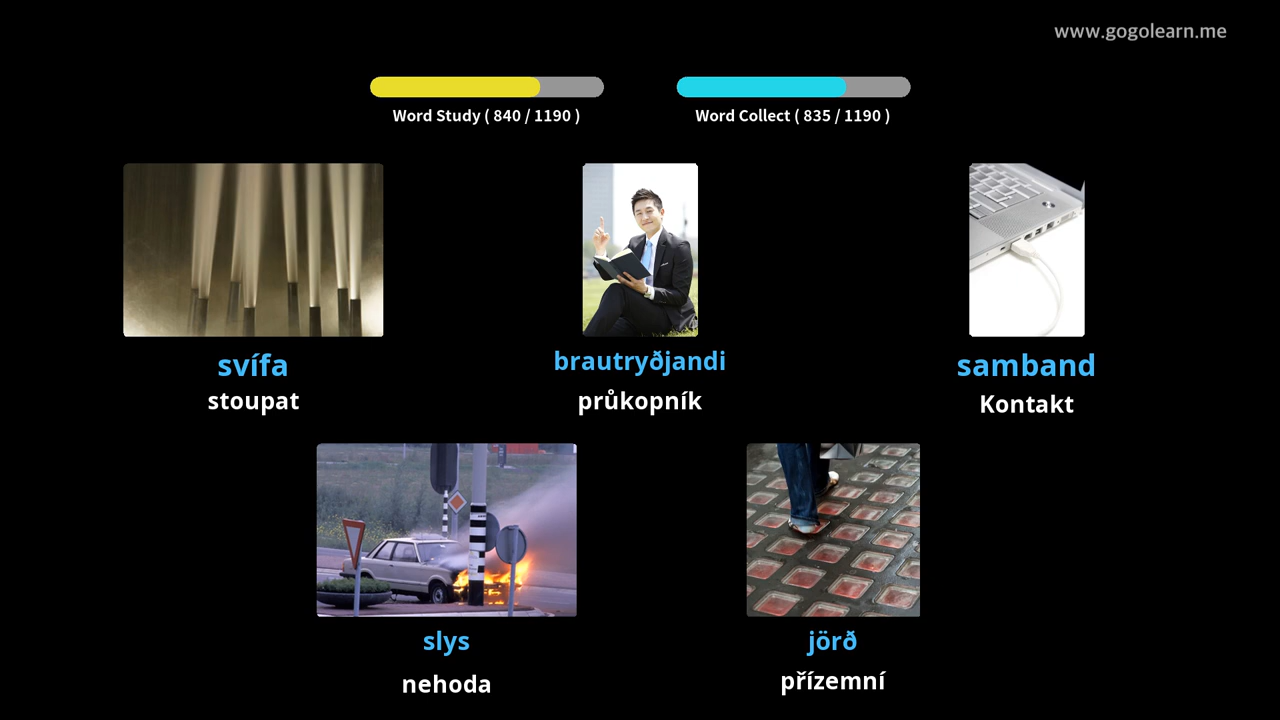 www.gogolearn.me
Word Study ( 840 / 1190 )
Word Collect ( 835 / 1190 )
svífa
stoupat
brautryðjandi
průkopník
samband
Kontakt
slys
nehoda
jörð
přízemní